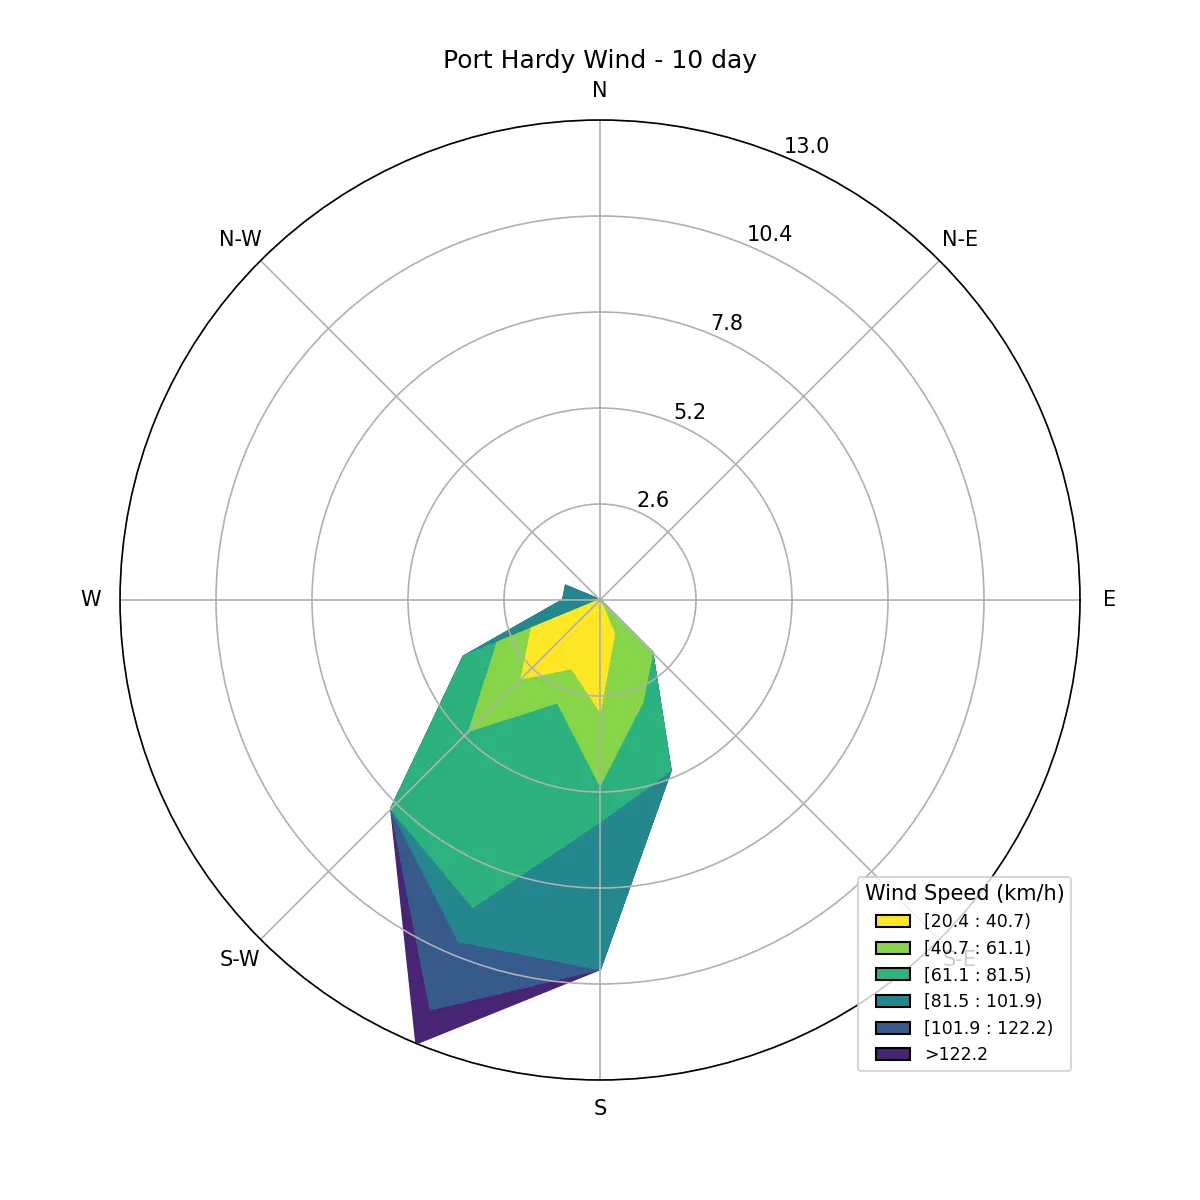 Port Hardy Wind - 10 day
N
13.0
N-W
10.4
N-E
7.8
5.2
2.6
W
E
Wind Speed (km/h)
[20.4 : 40.7)
[40.7 : 61.1)
S-W
S-E
[61.1 : 81.5)
[81.5 : 101.9)
[101.9 : 122.2)
>122.2
S